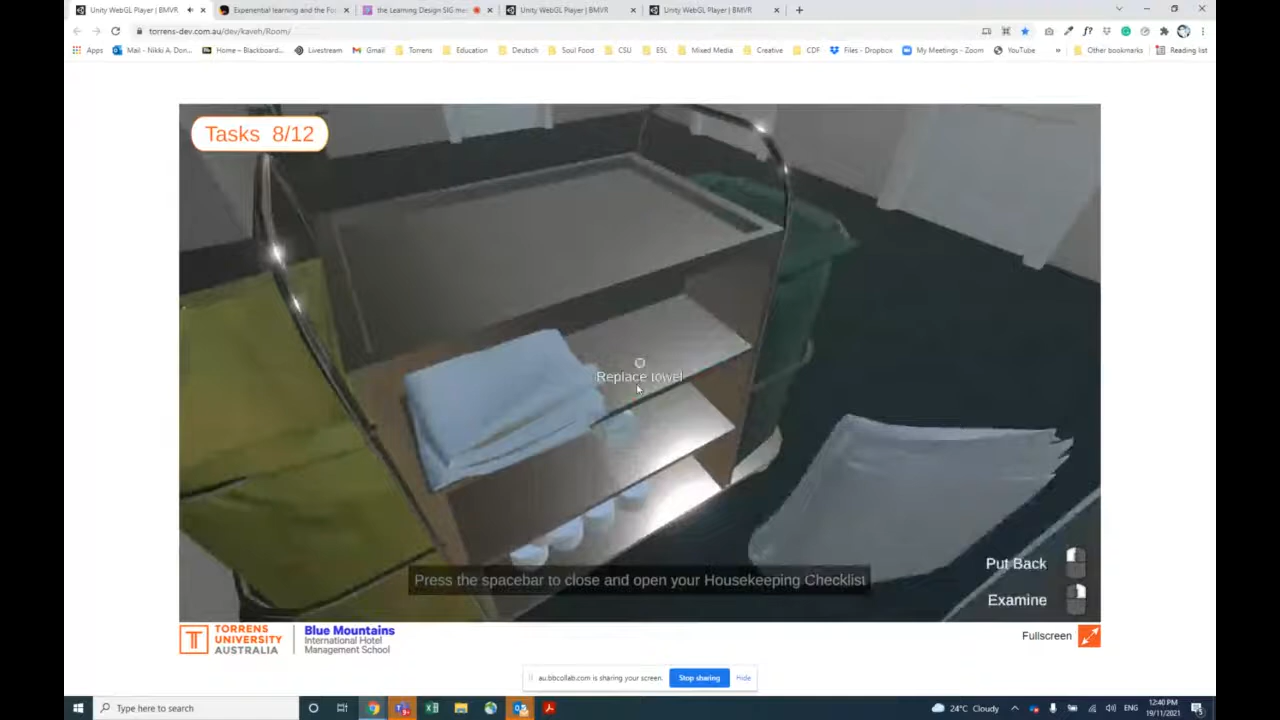 Unity WebGL Player | BMVR
Experiential learning and the Fo
the Learning Design SIG me
Unity WebGL Player | BMVR
Unity WebGL Player | BMVR
torrens-dev.com.au/dev/kaveh/Room/
Apps
Mail - Nikki A. Don...
Home – Blackboard...
Livestream
Gmail
Torrens
Education
Deutsch
Soul Food
CSU
ESL
Mixed Media
Creative
CDF
Files - Dropbox
My Meetings - Zoom
YouTube
»
Other bookmarks
Reading list
Tasks 8/12
Replace towel
Put Back
Press the spacebar to close and open your Housekeeping Checklist
Examine
TORRENS
UNIVERSITY
AUSTRALIA
Blue Mountains
International Hotel
Management School
Fullscreen
au.bbcollab.com is sharing your screen.
Stop sharing
Hide
Type here to search
24°C Cloudy
ENG
12:40 PM
19/11/2021